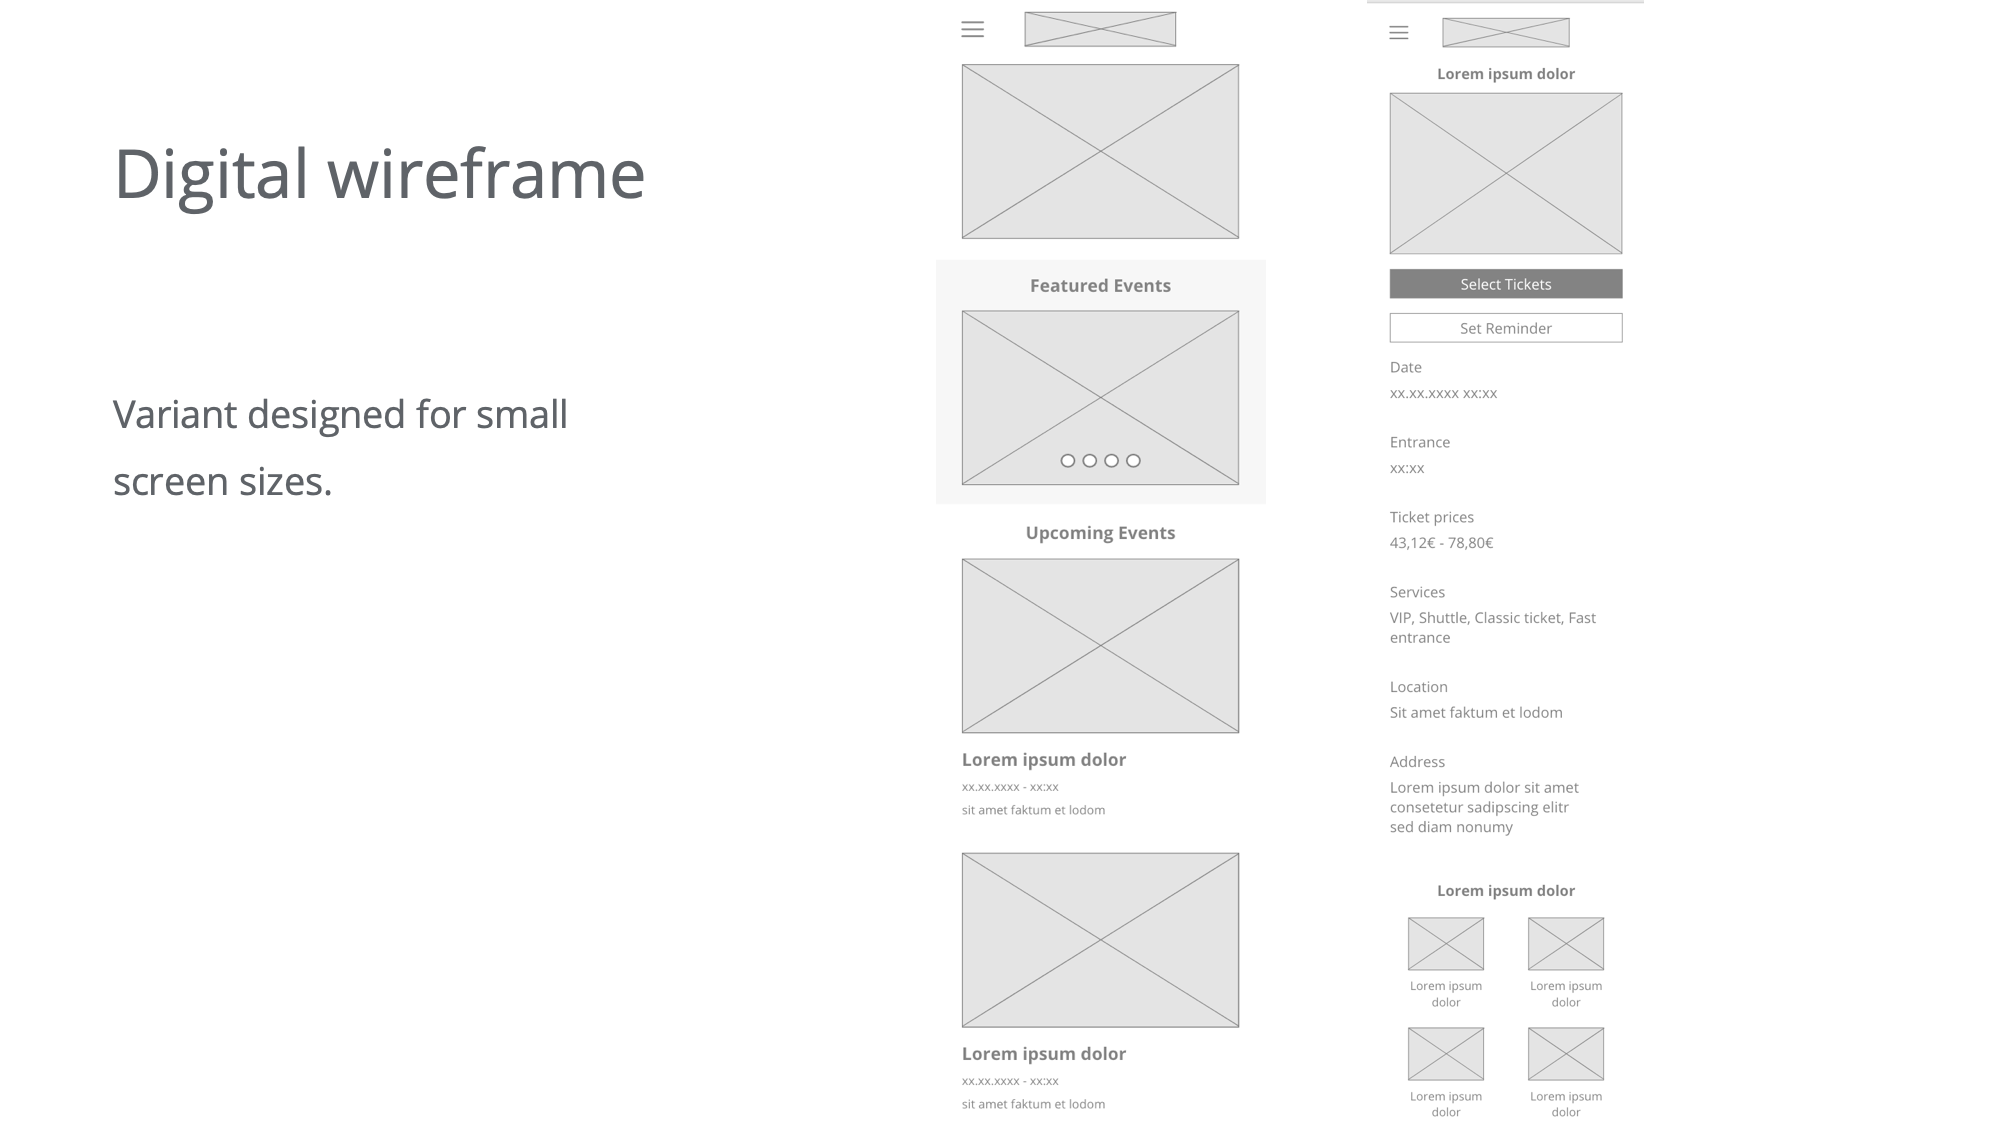 Digital wireframe
Variant designed for small
screen sizes.
Featured Events
Upcoming Events
Lorem ipsum dolor
xx.xx.xxxx - xx:xx
sit amet faktum et lodom
Lorem ipsum dolor
xx.xx.xxxx - xx:xx
sit amet faktum et lodom
Lorem ipsum dolor
Select Tickets
Set Reminder
Date
xx.xx.xxxx xx:xx
Entrance
xx:xx
Ticket prices
43,12€ - 78,80€
Services
VIP, Shuttle, Classic ticket, Fast
entrance
Location
Sit amet faktum et lodom
Address
Lorem ipsum dolor sit amet
consetetur sadipscing elitr
sed diam nonumy
Lorem ipsum dolor
Lorem ipsum
dolor
Lorem ipsum
dolor
Lorem ipsum
dolor
Lorem ipsum
dolor